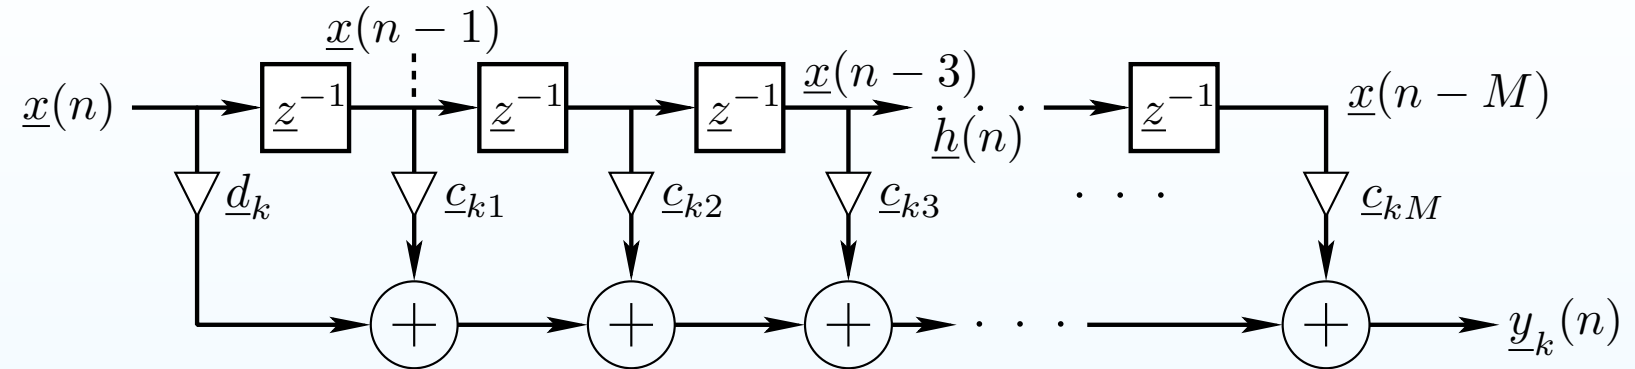 x(n − 1)
x(n) z⁻¹ z⁻¹ z⁻¹ x(n − 3) · · · z⁻¹ x(n − M)
h(n)
d_k c_{k1} c_{k2} c_{k3} · · · c_{kM}
+ + + · · · + y_k(n)